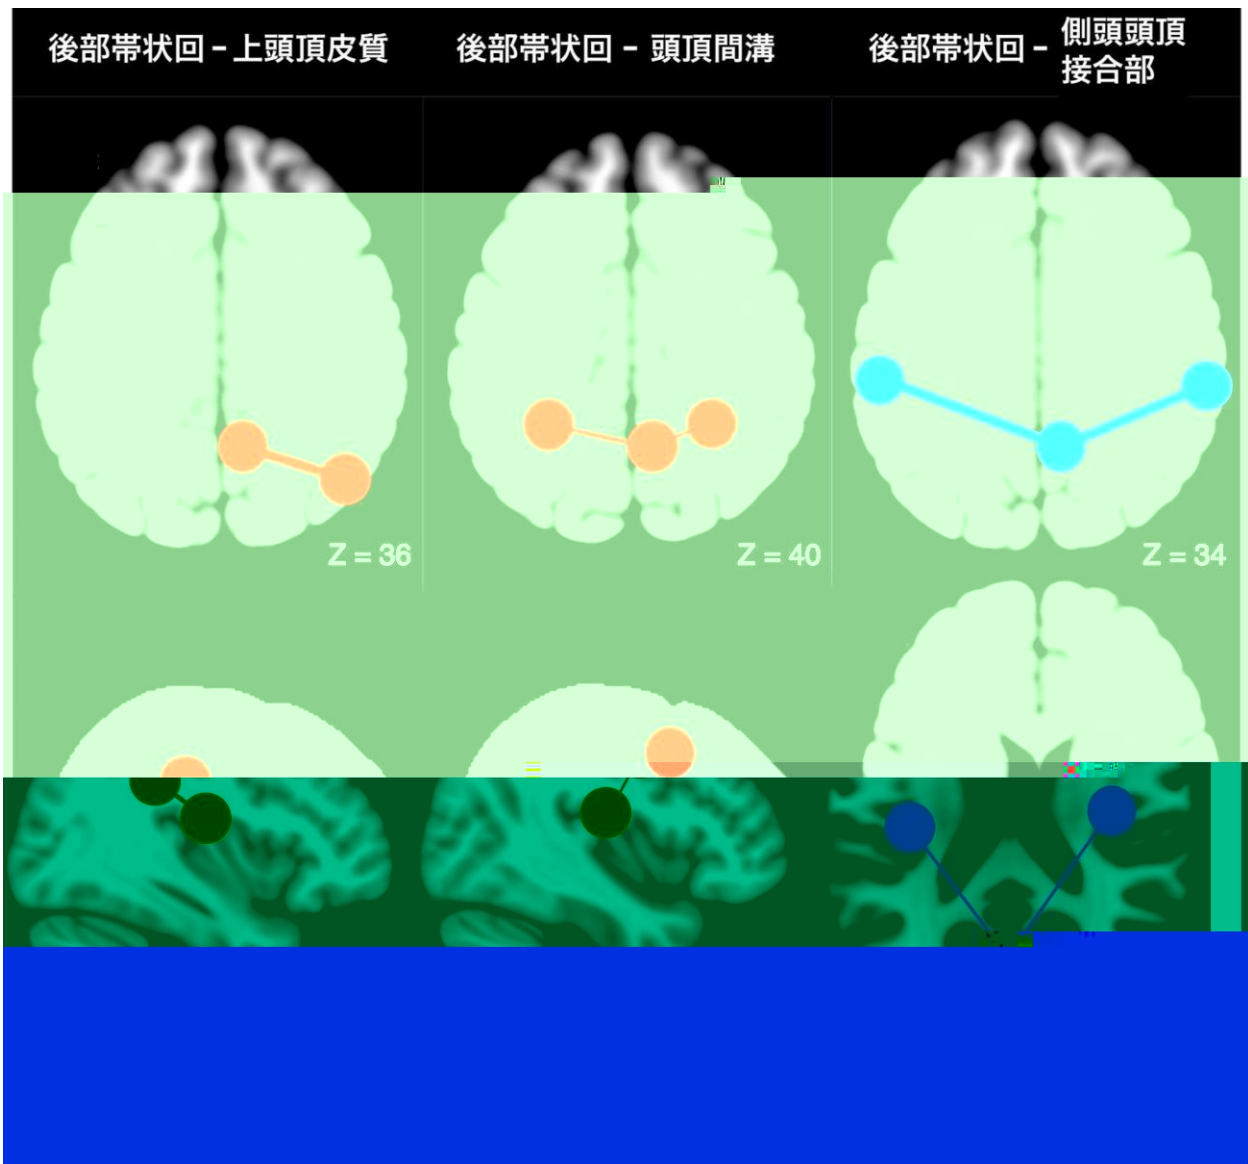 後部帯状回 - 上頭頂皮質
後部帯状回 - 頭頂間溝
後部帯状回 - 側頭頭頂
接合部
Z = 36
Z = 40
Z = 34